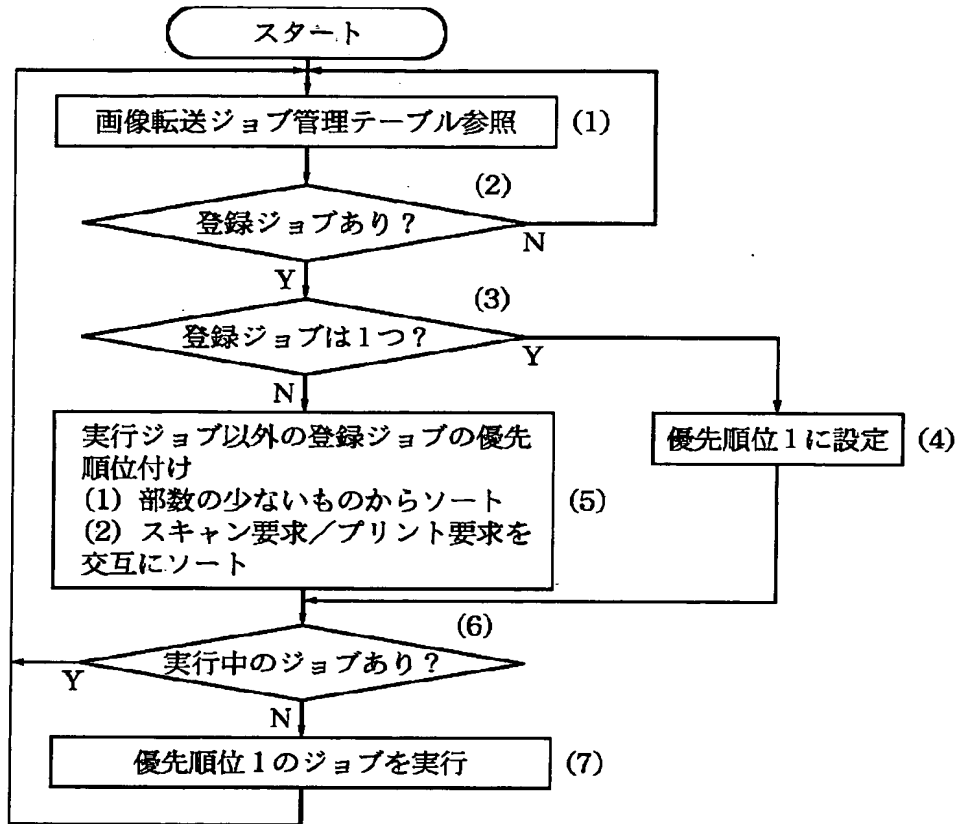 スタート
画像転送ジョブ管理テーブル参照
(1)
(2)
登録ジョブあり？
N
Y
(3)
登録ジョブは1つ？
Y
N
実行ジョブ以外の登録ジョブの優先
順位付け
(1) 部数の少ないものからソート
(2) スキャン要求／プリント要求を
交互にソート
(5)
優先順位1に設定
(4)
(6)
実行中のジョブあり？
Y
N
優先順位1のジョブを実行
(7)